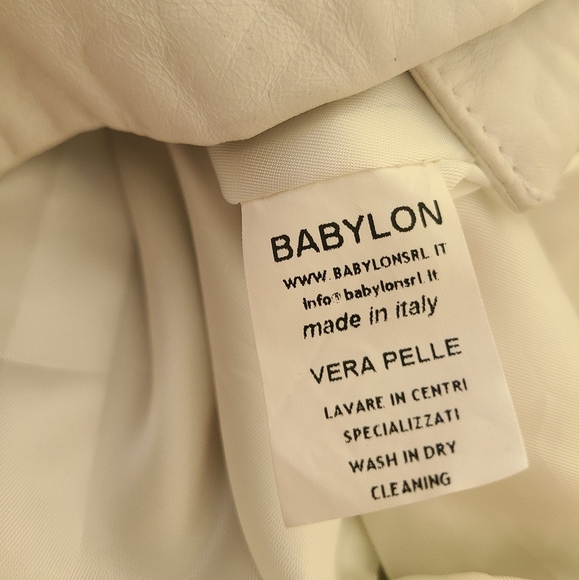 BABYLON
WWW.BABYLONSRL IT
info@babylonsrl.it
made in italy
VERA PELLE
LAVARE IN CENTRI
SPECIALIZZATI
WASH IN DRY
CLEANING